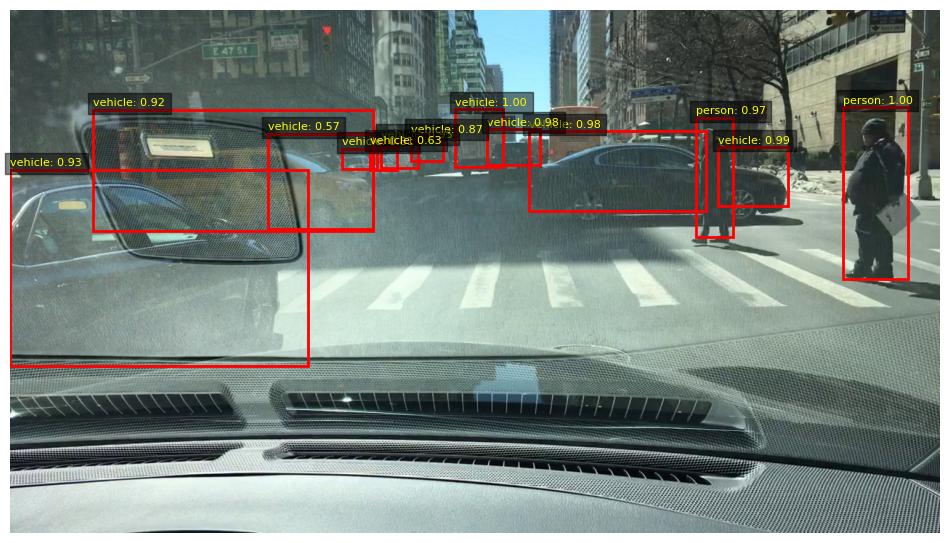 E 47 ST
vehicle: 0.92
vehicle: 1.00
person: 0.97
person: 1.00
vehicle: 0.57
vehicle: 0.87
vehicle: 0.98
le: 0.98
vehicle: 0.63
vehicle: 0.99
vehicle: 0.93